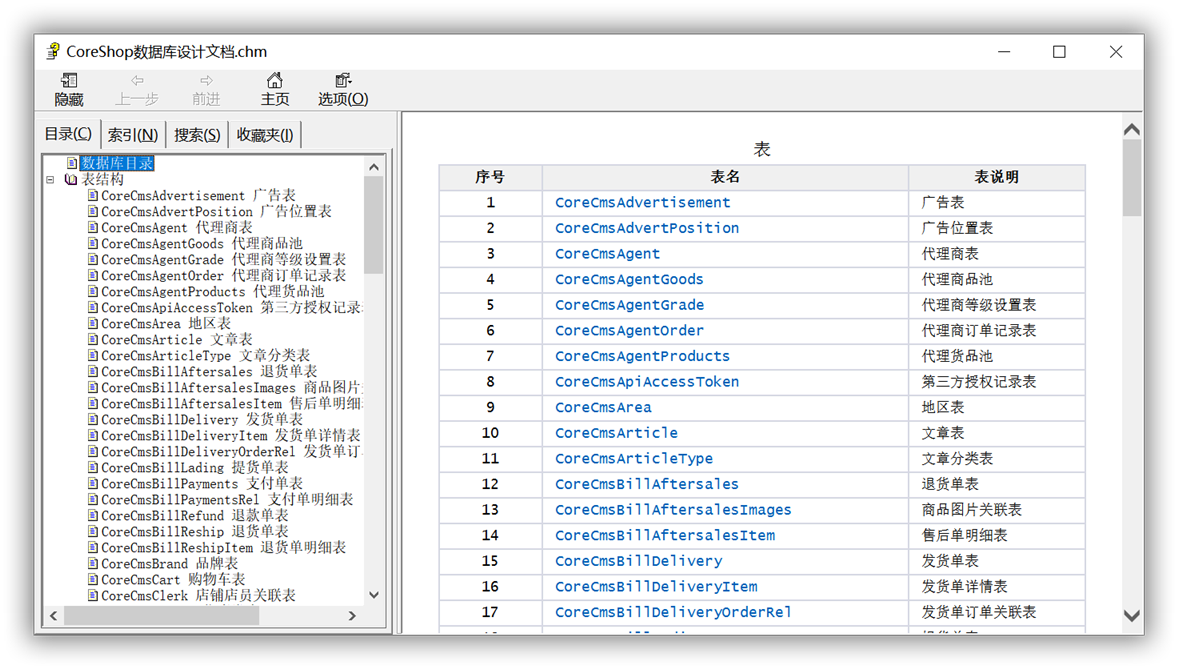 CoreShop数据库设计文档.chm
隐藏 上一步 前进 主页 选项(O)
目录(C) 索引(N) 搜索(S) 收藏夹(I)
数据库目录
表结构
CoreCmsAdvertisement 广告表
CoreCmsAdvertPosition 广告位置表
CoreCmsAgent 代理商表
CoreCmsAgentGoods 代理商品池
CoreCmsAgentGrade 代理商等级设置表
CoreCmsAgentOrder 代理商订单记录表
CoreCmsAgentProducts 代理货品池
CoreCmsApiAccessToken 第三方授权记录
CoreCmsArea 地区表
CoreCmsArticle 文章表
CoreCmsArticleType 文章分类表
CoreCmsBillAftersales 退货单表
CoreCmsBillAftersalesImages 商品图片
CoreCmsBillAftersalesItem 售后单明细
CoreCmsBillDelivery 发货单表
CoreCmsBillDeliveryItem 发货单详情表
CoreCmsBillDeliveryOrderRel 发货单订
CoreCmsBillLading 提货单表
CoreCmsBillPayments 支付单表
CoreCmsBillPaymentsRel 支付单明细表
CoreCmsBillRefund 退款单表
CoreCmsBillReship 退货单表
CoreCmsBillReshipItem 退货单明细表
CoreCmsBrand 品牌表
CoreCmsCart 购物车表
CoreCmsClerk 店铺店员关联表
表
序号 表名 表说明
1 CoreCmsAdvertisement 广告表
2 CoreCmsAdvertPosition 广告位置表
3 CoreCmsAgent 代理商表
4 CoreCmsAgentGoods 代理商品池
5 CoreCmsAgentGrade 代理商等级设置表
6 CoreCmsAgentOrder 代理商订单记录表
7 CoreCmsAgentProducts 代理货品池
8 CoreCmsApiAccessToken 第三方授权记录表
9 CoreCmsArea 地区表
10 CoreCmsArticle 文章表
11 CoreCmsArticleType 文章分类表
12 CoreCmsBillAftersales 退货单表
13 CoreCmsBillAftersalesImages 商品图片关联表
14 CoreCmsBillAftersalesItem 售后单明细表
15 CoreCmsBillDelivery 发货单表
16 CoreCmsBillDeliveryItem 发货单详情表
17 CoreCmsBillDeliveryOrderRel 发货单订单关联表